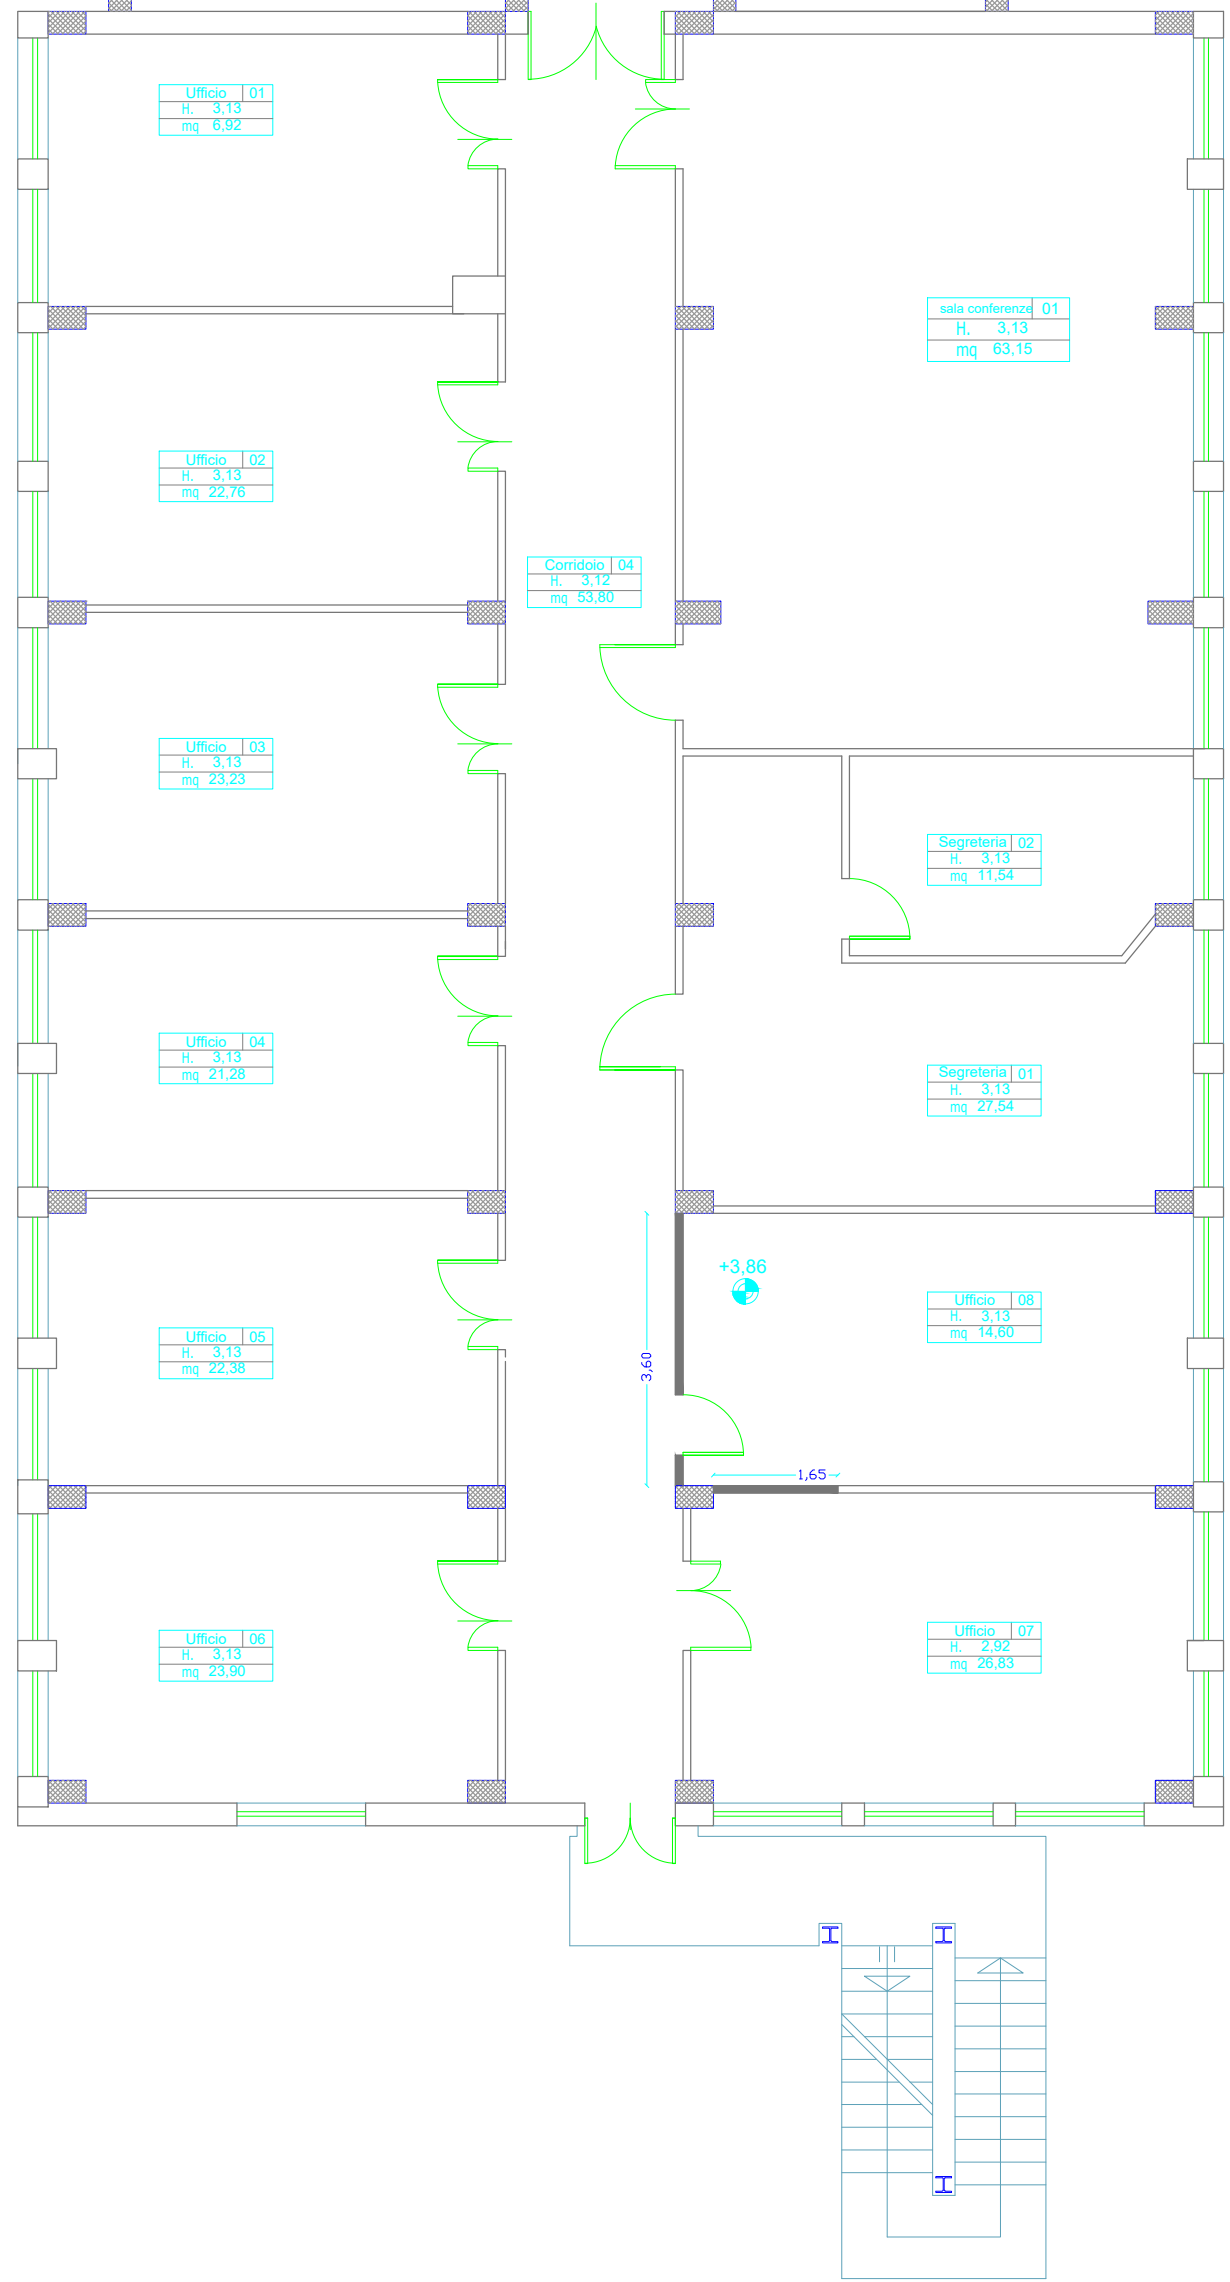 Ufficio 01
H. 3,13
mq 6,92
sala conferenze 01
H. 3,13
mq 63,15
Ufficio 02
H. 3,13
mq 22,76
Corridoio 04
H. 3,12
mq 53,80
Ufficio 03
H. 3,13
mq 23,23
Segreteria 02
H. 3,13
mq 11,54
Ufficio 04
H. 3,13
mq 21,28
Segreteria 01
H. 3,13
mq 27,54
+3,86
Ufficio 08
H. 3,13
mq 14,60
Ufficio 05
H. 3,13
mq 22,38
3,60
1,65
Ufficio 06
H. 3,13
mq 23,90
Ufficio 07
H. 2,92
mq 26,83